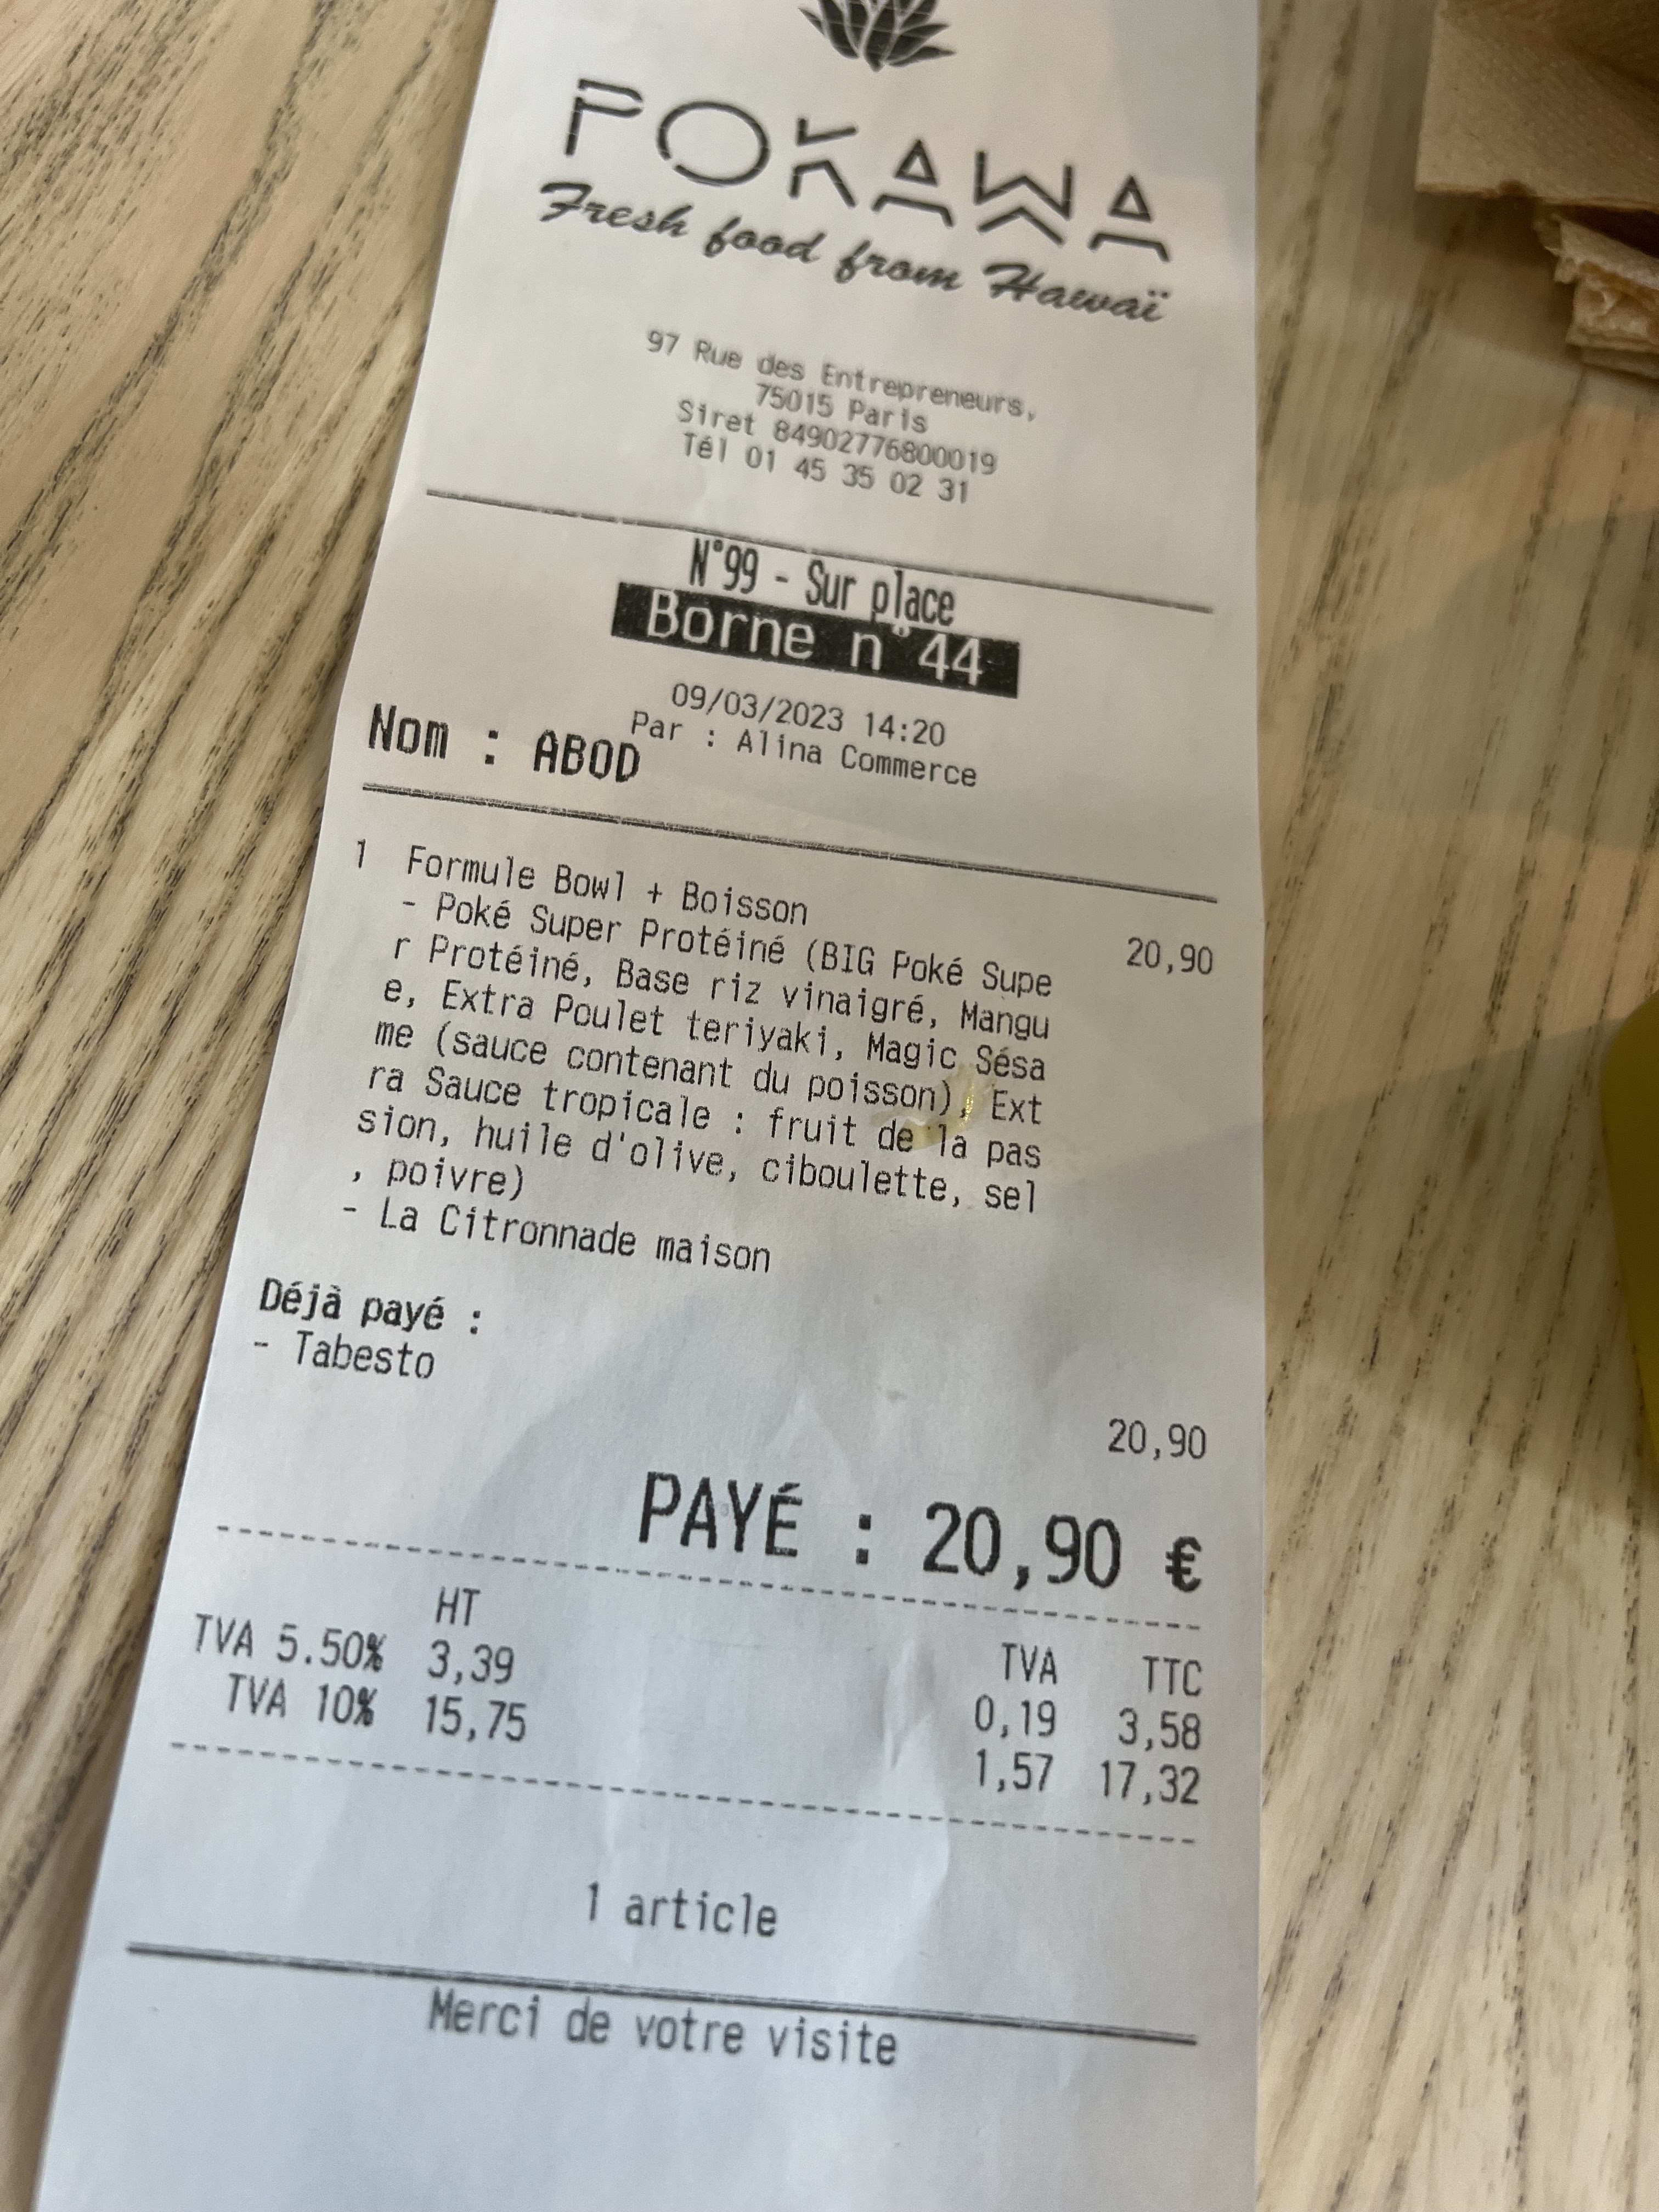 POKAWA
Fresh food from Hawaï
97 Rue des Entrepreneurs,
75015 Paris
Siret 84902776800019
Tél 01 45 35 02 31
N°99 - Sur place
Borne n°44
09/03/2023 14:20
Par : Alina Commerce
Nom : ABOD
1 Formule Bowl + Boisson 20,90
- Poké Super Protéiné (BIG Poké Supe
r Protéiné, Base riz vinaigré, Mangu
e, Extra Poulet teriyaki, Magic Sésa
me (sauce contenant du poisson), Ext
ra Sauce tropicale : fruit de la pas
sion, huile d'olive, ciboulette, sel
, poivre)
- La Citronnade maison
Déjà payé :
- Tabesto 20,90
PAYÉ : 20,90 €
HT TVA TTC
TVA 5.50% 3,39 0,19 3,58
TVA 10% 15,75 1,57 17,32
1 article
Merci de votre visite